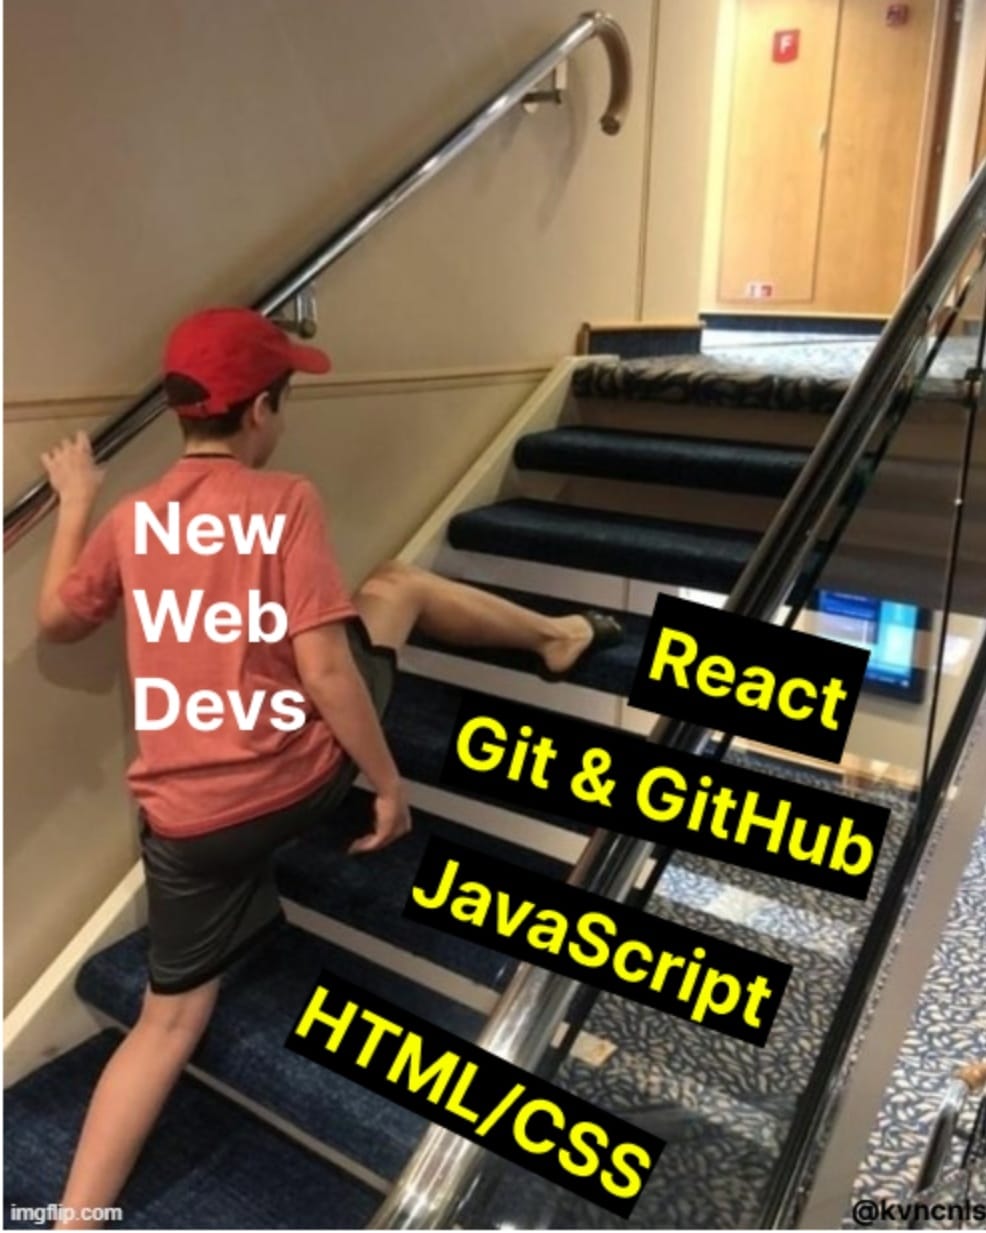 F
New
Web
Devs
React
Git & GitHub
JavaScript
HTML/CSS
imgflip.com
@kvncnls